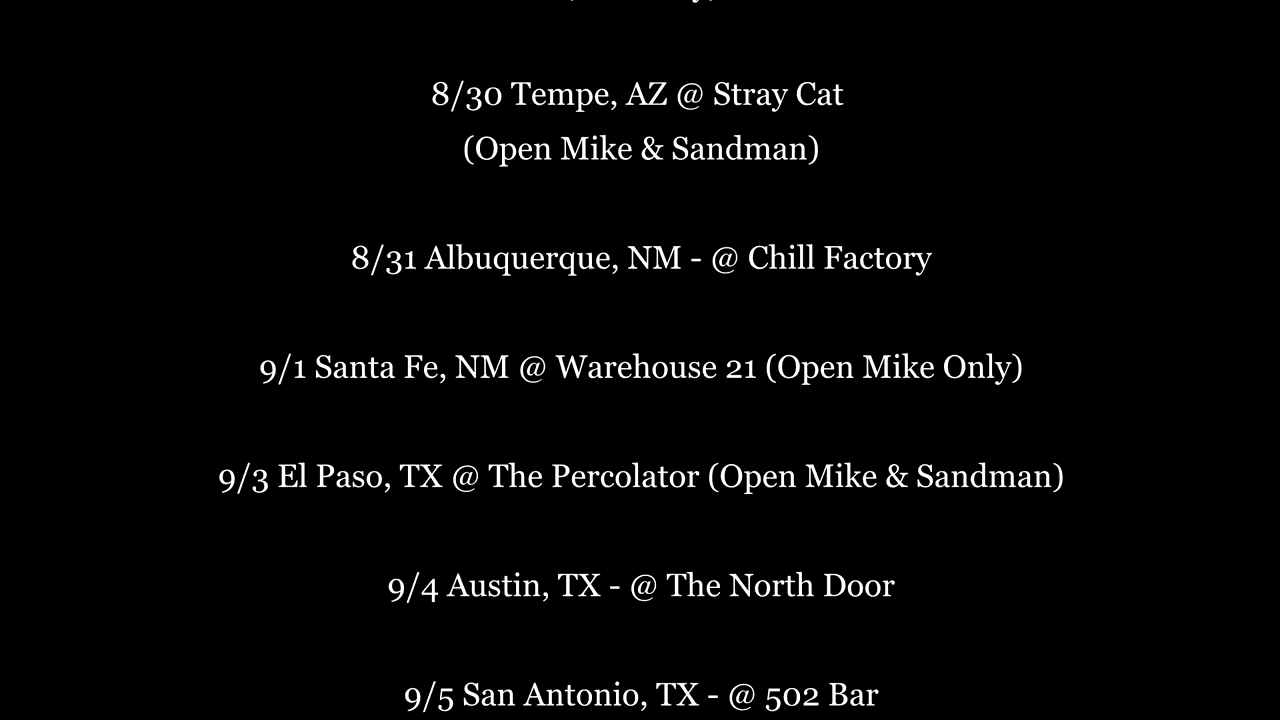 8/30 Tempe, AZ @ Stray Cat
(Open Mike & Sandman)
8/31 Albuquerque, NM - @ Chill Factory
9/1 Santa Fe, NM @ Warehouse 21 (Open Mike Only)
9/3 El Paso, TX @ The Percolator (Open Mike & Sandman)
9/4 Austin, TX - @ The North Door
9/5 San Antonio, TX - @ 502 Bar